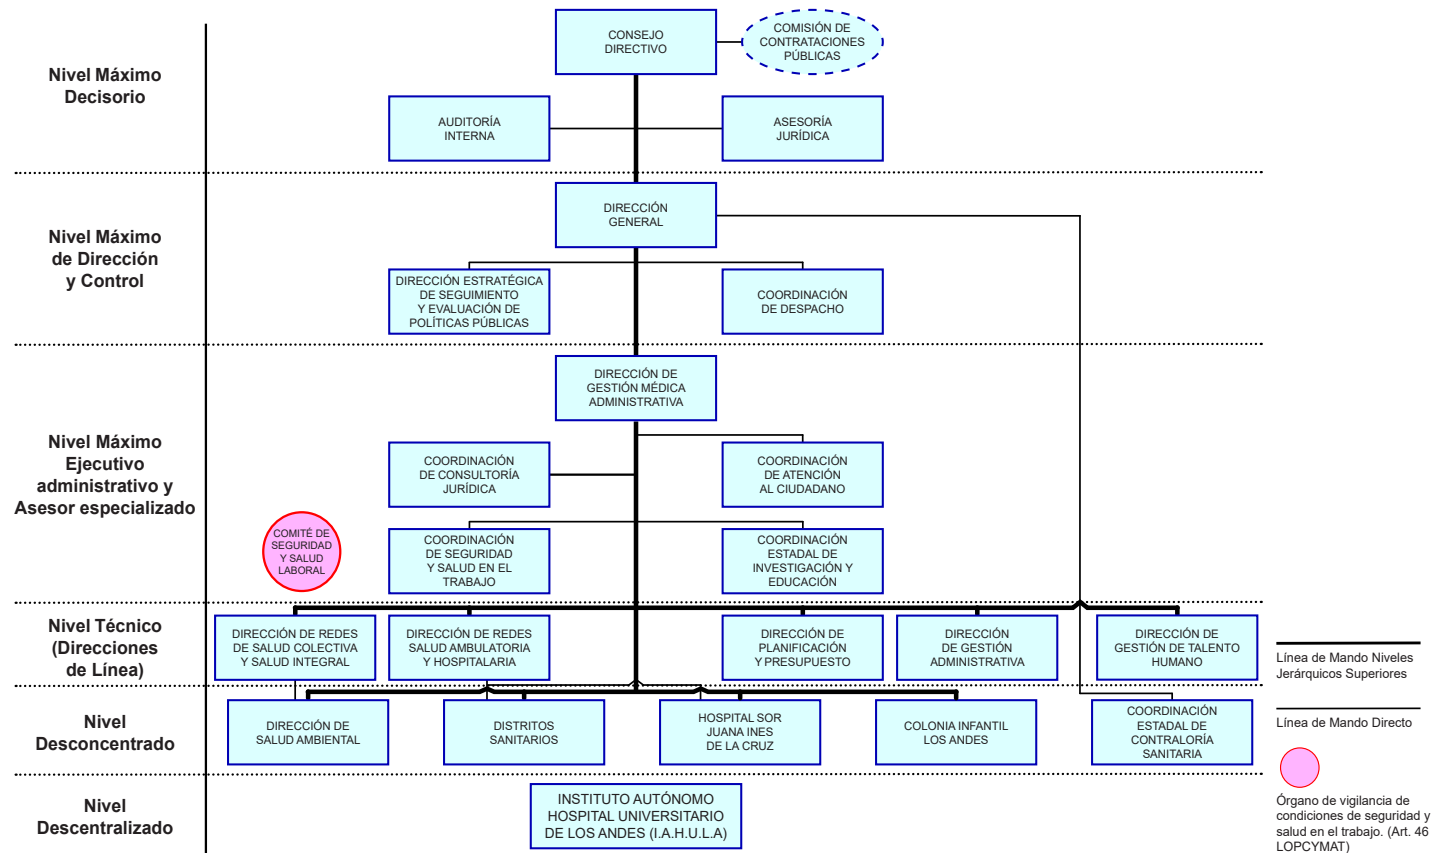 CONSEJO
DIRECTIVO
COMISIÓN DE
CONTRATACIONES
PÚBLICAS
Nivel Máximo
Decisorio
AUDITORÍA
INTERNA
ASESORÍA
JURÍDICA
DIRECCIÓN
GENERAL
Nivel Máximo
de Dirección
y Control
DIRECCIÓN ESTRATÉGICA
DE SEGUIMIENTO
Y EVALUACIÓN DE
POLÍTICAS PÚBLICAS
COORDINACIÓN
DE DESPACHO
DIRECCIÓN DE
GESTIÓN MÉDICA
ADMINISTRATIVA
Nivel Máximo
Ejecutivo
administrativo y
Asesor especializado
COORDINACIÓN
DE CONSULTORÍA
JURÍDICA
COORDINACIÓN
DE ATENCIÓN
AL CIUDADANO
COMITÉ DE
SEGURIDAD
Y SALUD
LABORAL
COORDINACIÓN
DE SEGURIDAD
Y SALUD EN EL
TRABAJO
COORDINACIÓN
ESTADAL DE
INVESTIGACIÓN Y
EDUCACIÓN
Nivel Técnico
(Direcciones
de Línea)
DIRECCIÓN DE REDES
DE SALUD COLECTIVA
Y SALUD INTEGRAL
DIRECCIÓN DE REDES
SALUD AMBULATORIA
Y HOSPITALARIA
DIRECCIÓN DE
PLANIFICACIÓN
Y PRESUPUESTO
DIRECCIÓN
DE GESTIÓN
ADMINISTRATIVA
DIRECCIÓN DE
GESTIÓN DE TALENTO
HUMANO
Línea de Mando Niveles
Jerárquicos Superiores
Nivel
Desconcentrado
DIRECCIÓN DE
SALUD AMBIENTAL
DISTRITOS
SANITARIOS
HOSPITAL SOR
JUANA INES
DE LA CRUZ
COLONIA INFANTIL
LOS ANDES
COORDINACIÓN
ESTADAL DE
CONTRALORÍA
SANITARIA
Línea de Mando Directo
Nivel
Descentralizado
INSTITUTO AUTÓNOMO
HOSPITAL UNIVERSITARIO
DE LOS ANDES (I.A.H.U.L.A)
Órgano de vigilancia de
condiciones de seguridad y
salud en el trabajo. (Art. 46
LOPCYMAT)